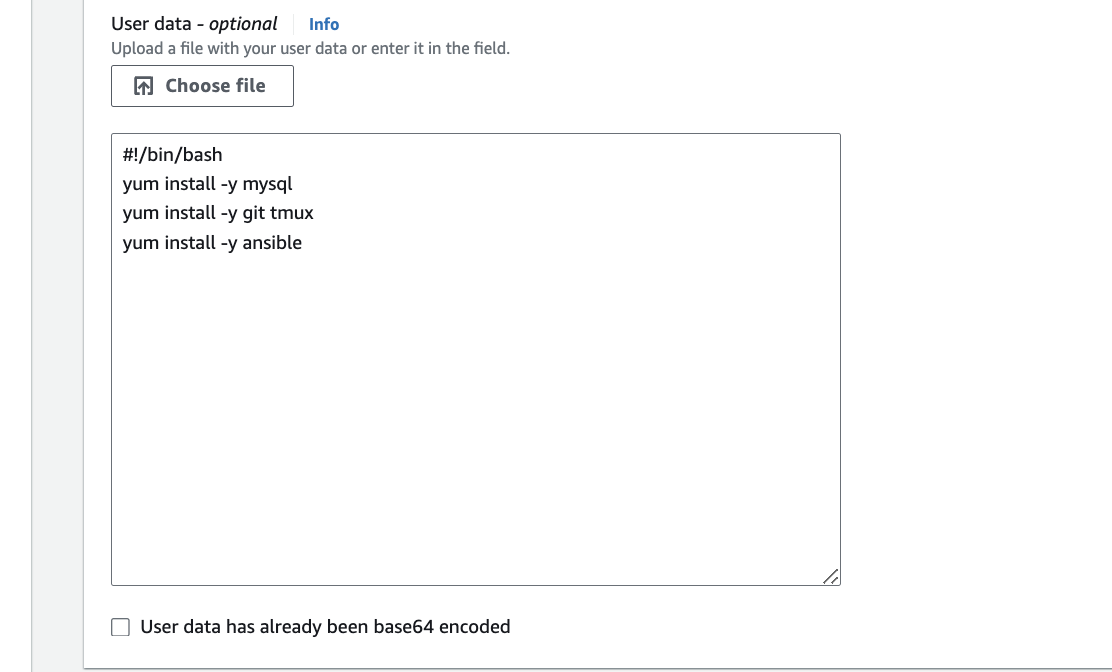 User data - optional Info
Upload a file with your user data or enter it in the field.
Choose file
#!/bin/bash
yum install -y mysql
yum install -y git tmux
yum install -y ansible
User data has already been base64 encoded